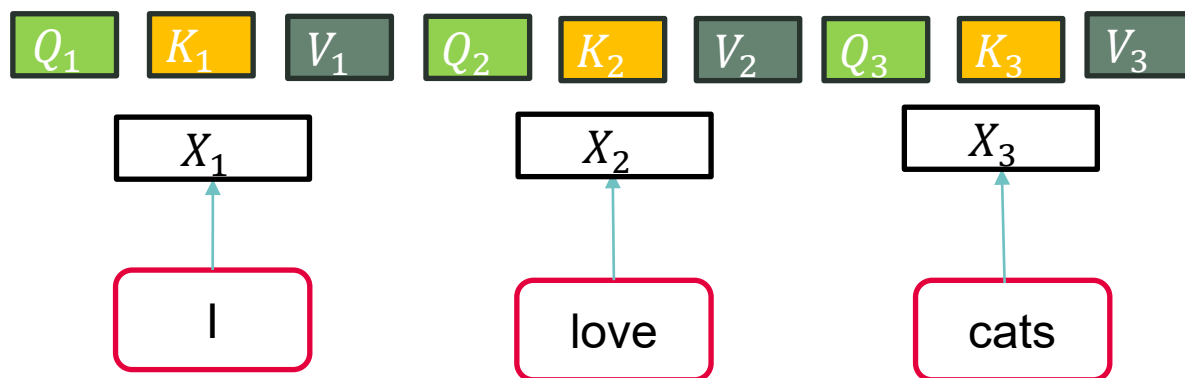 Q₁ K₁ V₁ Q₂ K₂ V₂ Q₃ K₃ V₃
X₁ X₂ X₃
I love cats